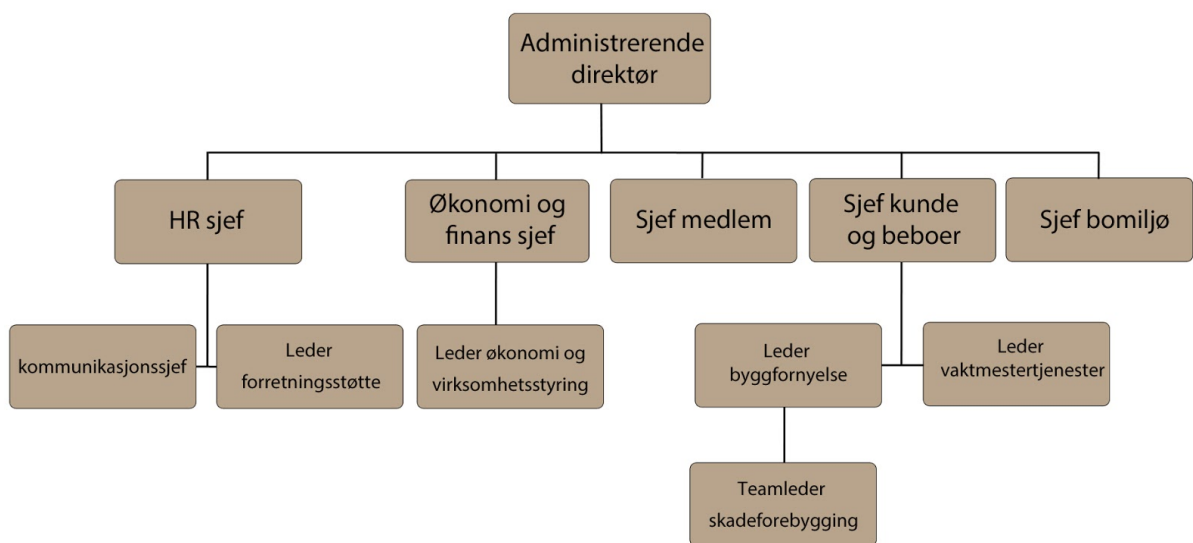 Administrerende
direktør
HR sjef
Økonomi og
finans sjef
Sjef medlem
Sjef kunde
og beboer
Sjef bomiljø
kommunikasjonssjef
Leder
forretningsstøtte
Leder økonomi og
virksomhetsstyring
Leder
byggfornyelse
Leder
vaktmestertjenester
Teamleder
skadeforebygging